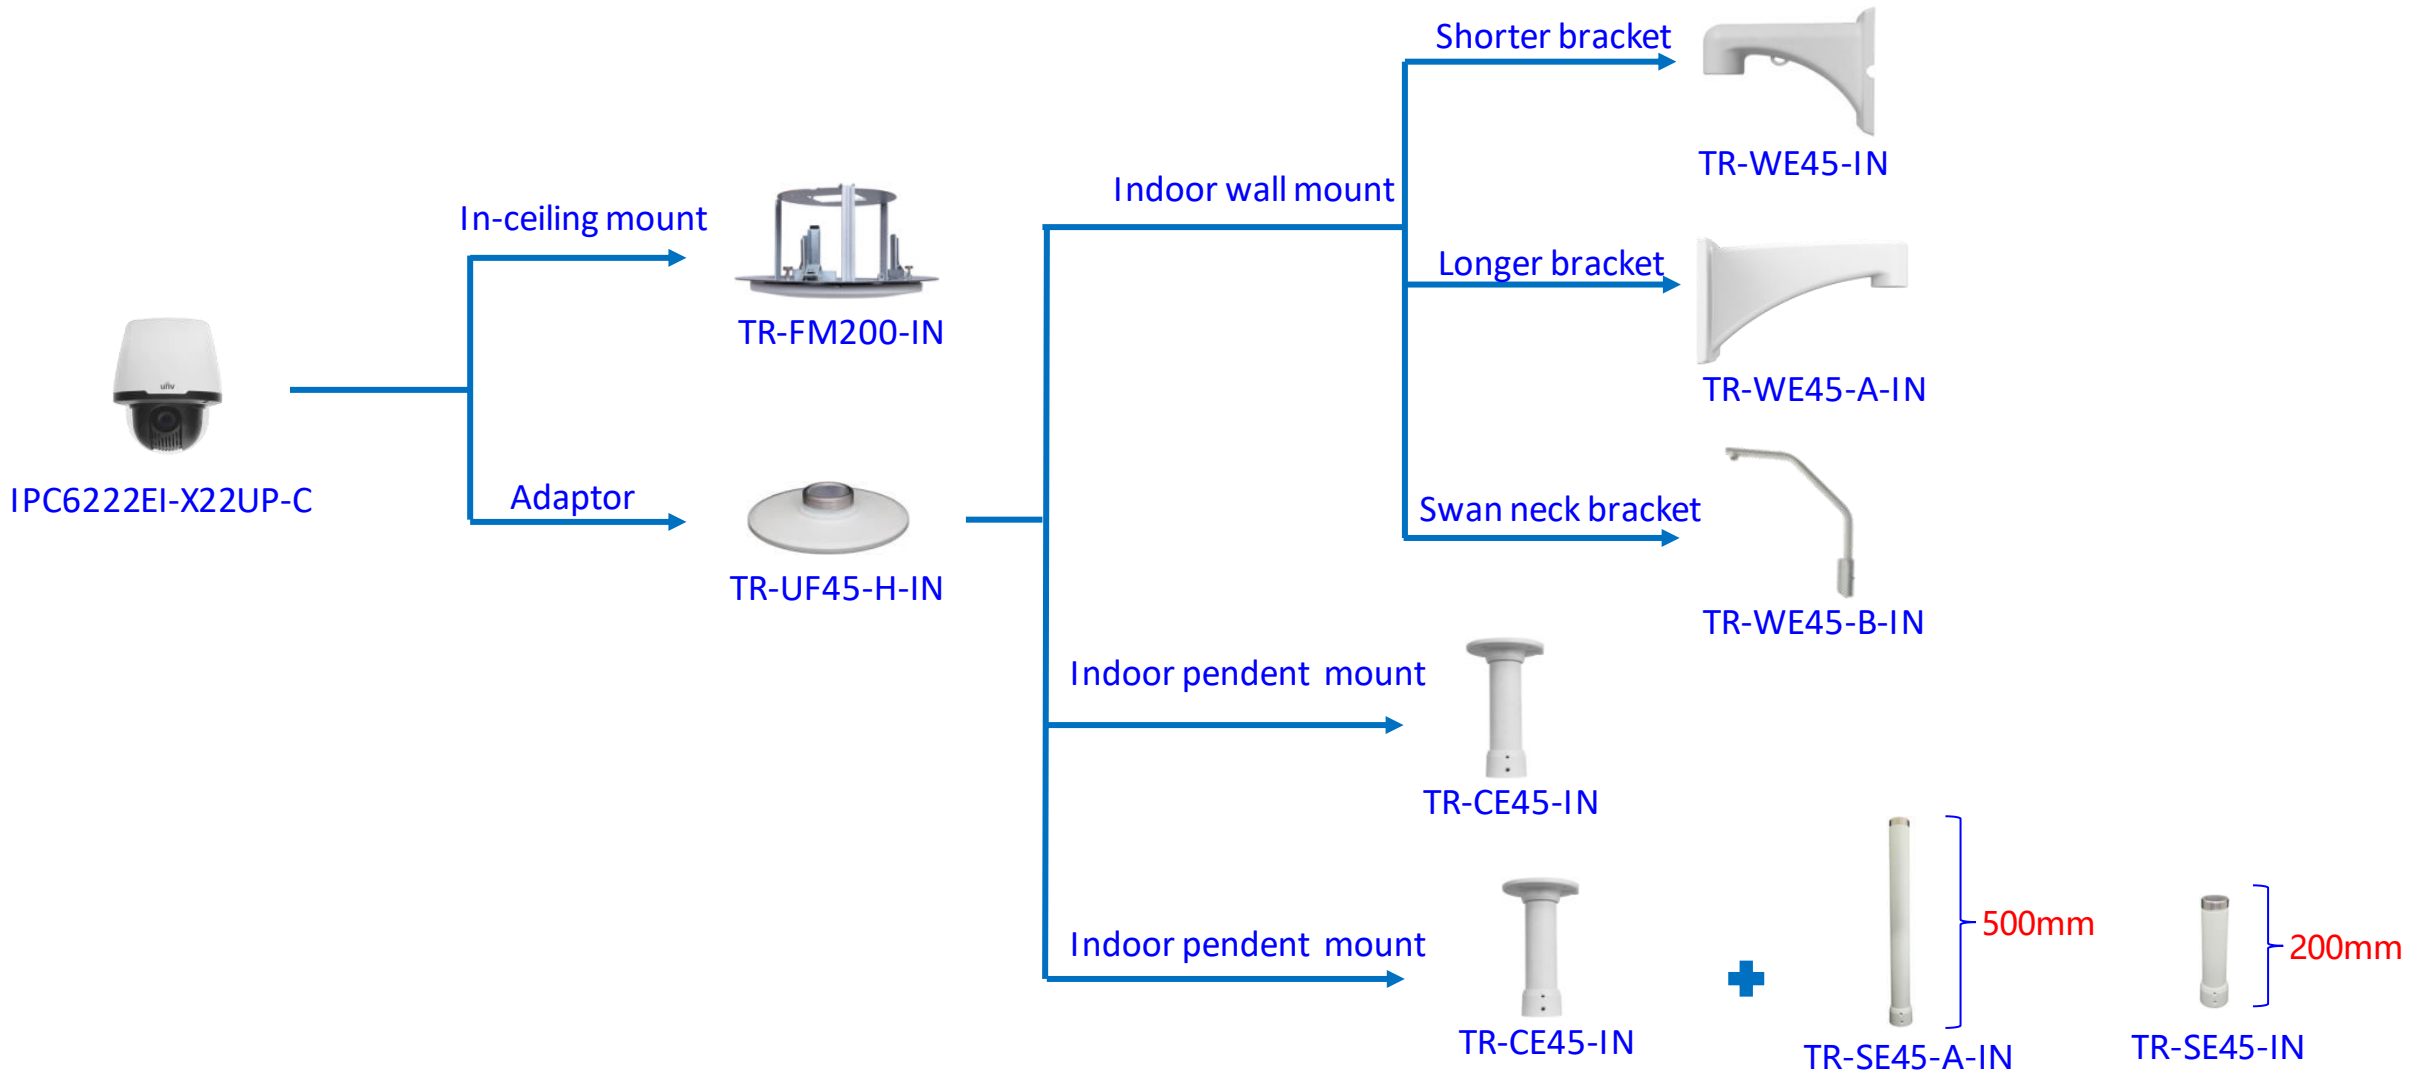 Shorter bracket
TR-WE45-IN
Indoor wall mount
In-ceiling mount
Longer bracket
TR-FM200-IN
unv
TR-WE45-A-IN
IPC6222EI-X22UP-C
Adaptor
Swan neck bracket
TR-UF45-H-IN
TR-WE45-B-IN
Indoor pendent mount
TR-CE45-IN
500mm
Indoor pendent mount
200mm
TR-CE45-IN
TR-SE45-A-IN
TR-SE45-IN